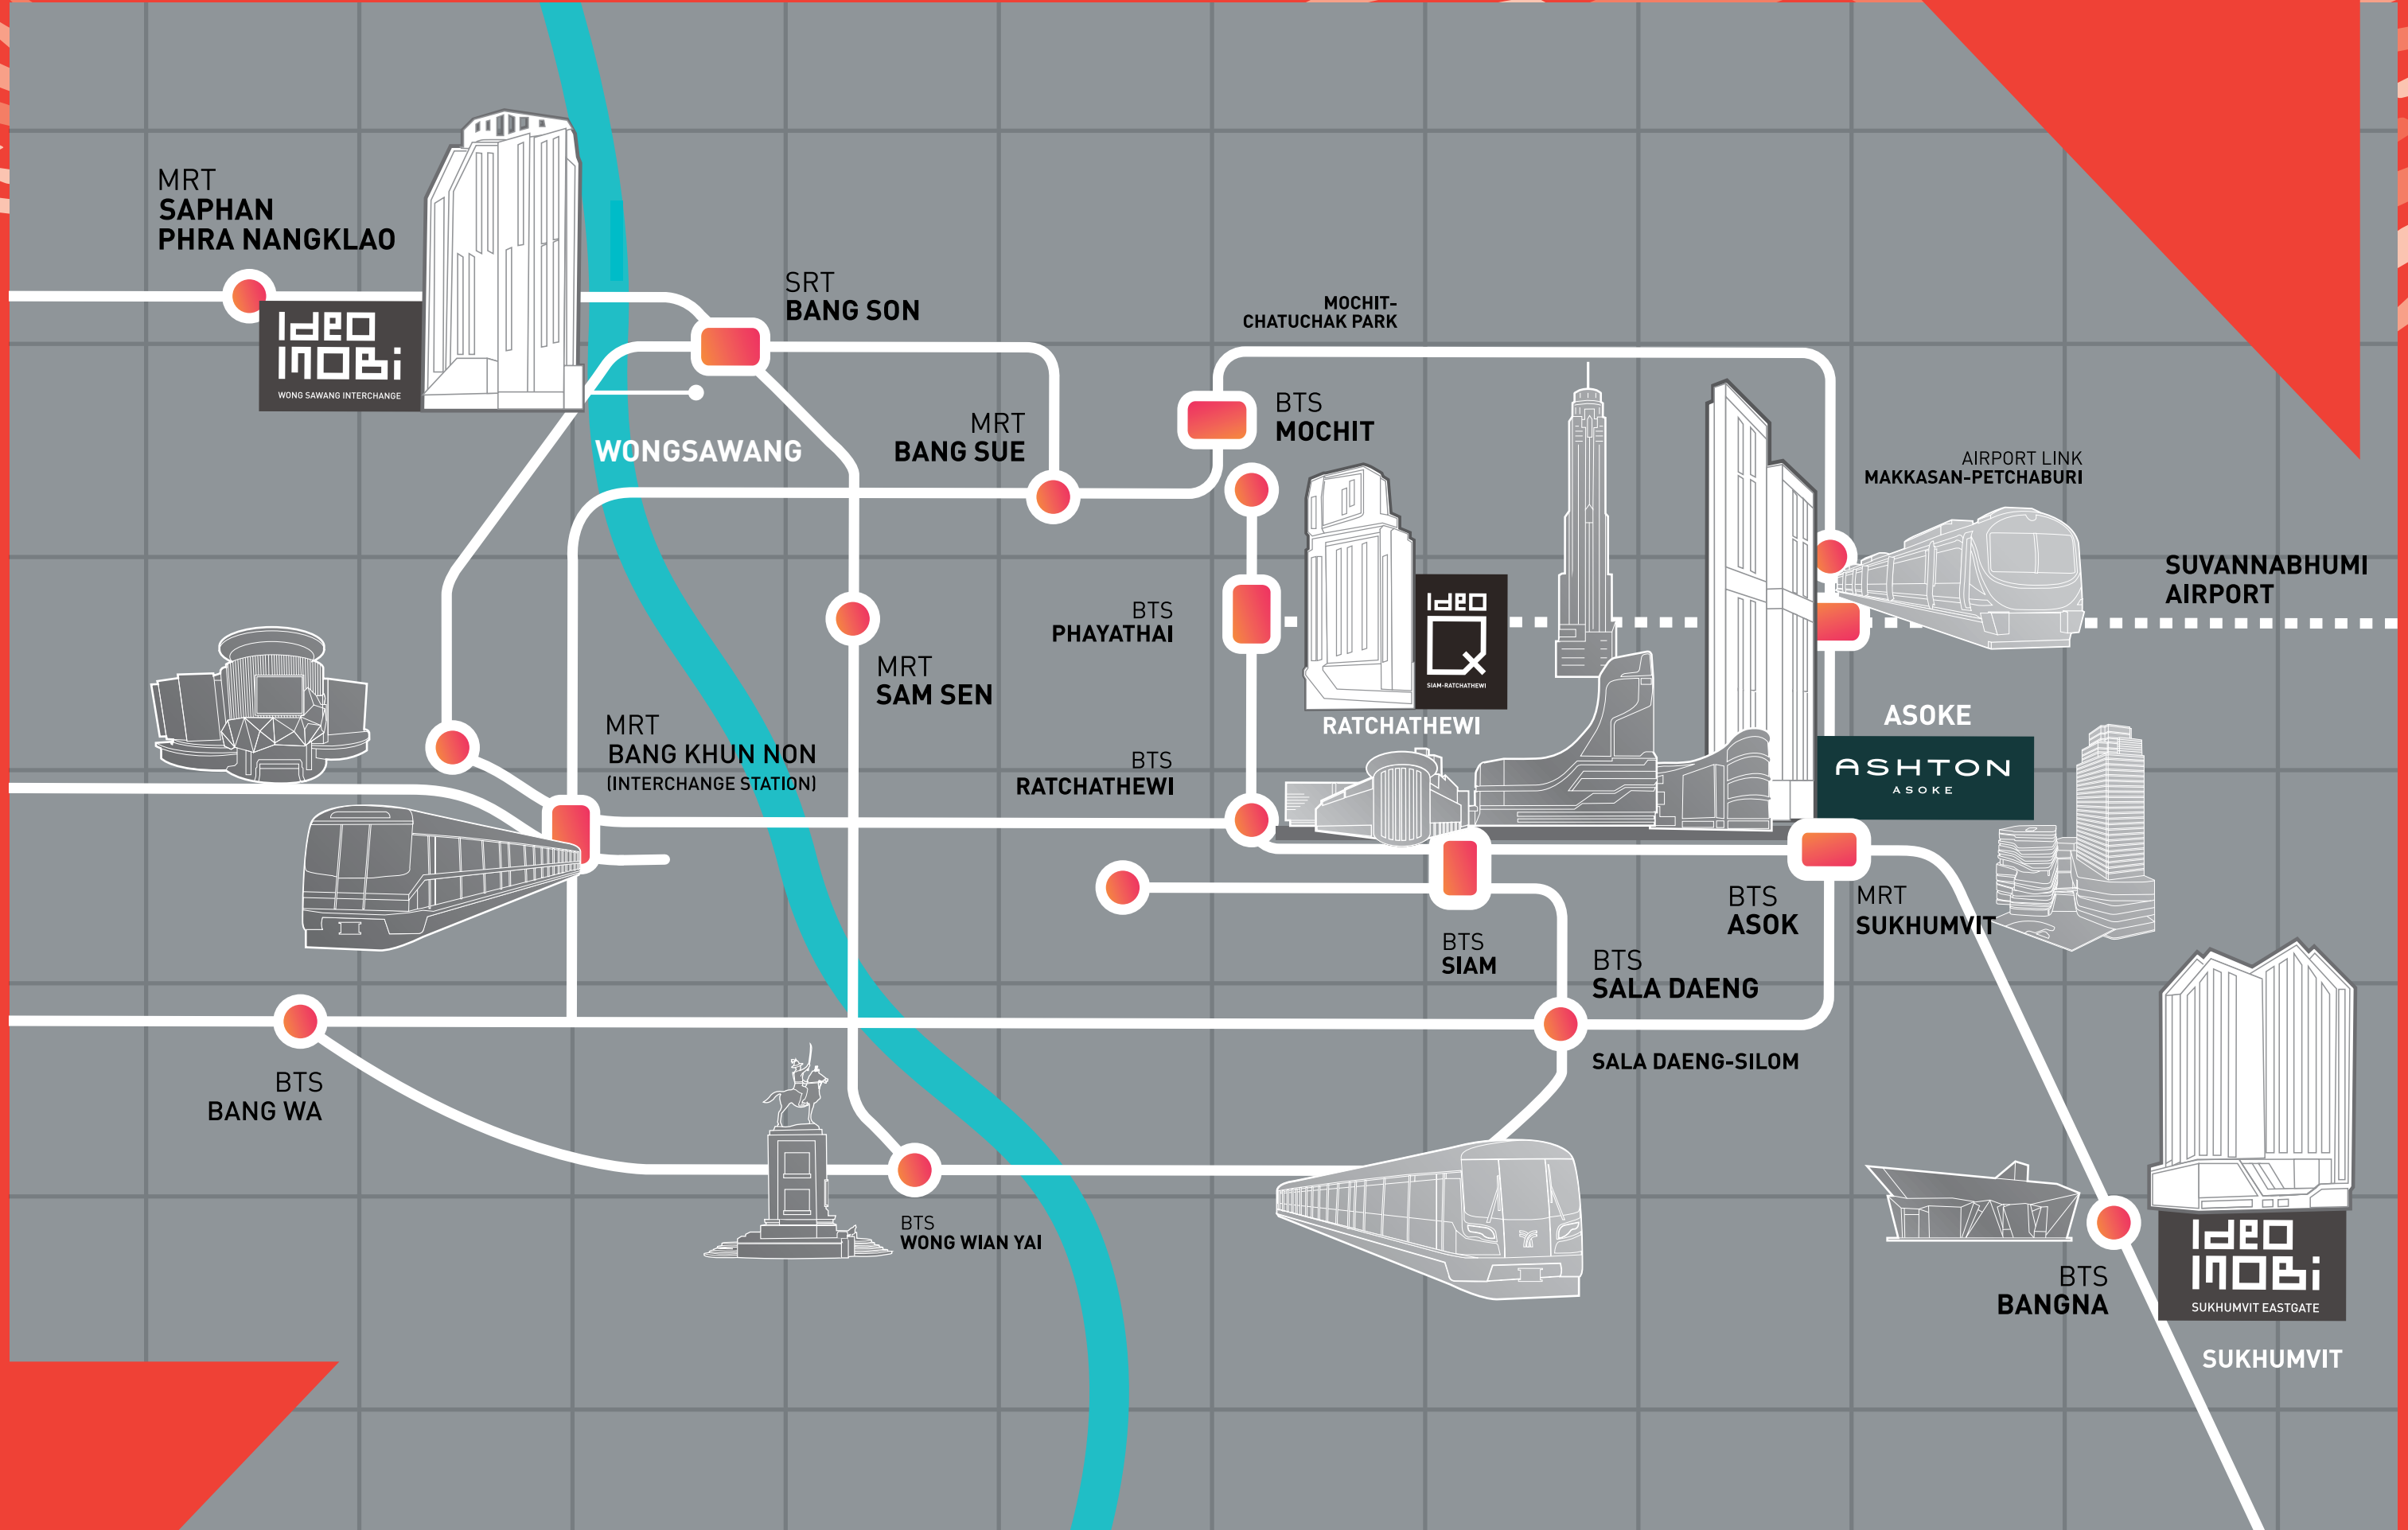 MRT
SAPHAN
PHRA NANGKLAO
IdeO
MOBi
WONG SAWANG INTERCHANGE
SRT
BANG SON
WONGSAWANG
MRT
BANG SUE
MOCHIT-
CHATUCHAK PARK
BTS
MOCHIT
AIRPORT LINK
MAKKASAN-PETCHABURI
SUVANNABHUMI
AIRPORT
BTS
PHAYATHAI
IdeO
Q
SIAM-RATCHATHEWI
RATCHATHEWI
MRT
SAM SEN
MRT
BANG KHUN NON
(INTERCHANGE STATION)
BTS
RATCHATHEWI
ASOKE
ASHTON
ASOKE
BTS
ASOK
MRT
SUKHUMVIT
BTS
SIAM
BTS
SALA DAENG
SALA DAENG-SILOM
BTS
BANG WA
BTS
WONG WIAN YAI
BTS
BANGNA
IdeO
MOBi
SUKHUMVIT EASTGATE
SUKHUMVIT